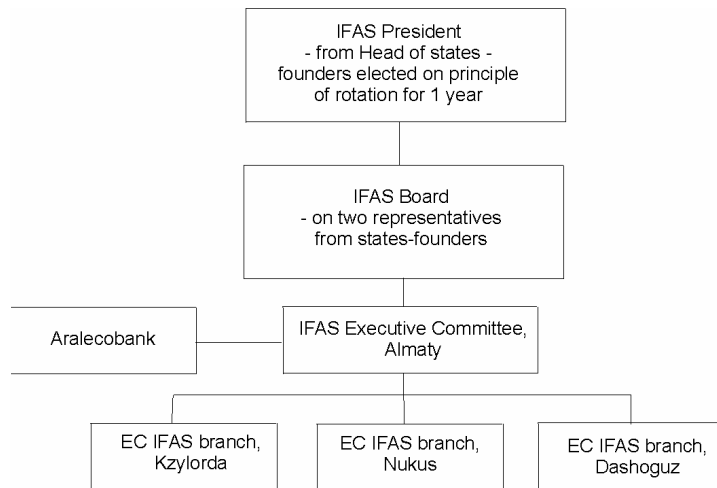 IFAS President
- from Head of states -
founders elected on principle
of rotation for 1 year
IFAS Board
- on two representatives
from states-founders
Aralecobank
IFAS Executive Committee,
Almaty
EC IFAS branch,
Kzylorda
EC IFAS branch,
Nukus
EC IFAS branch,
Dashoguz